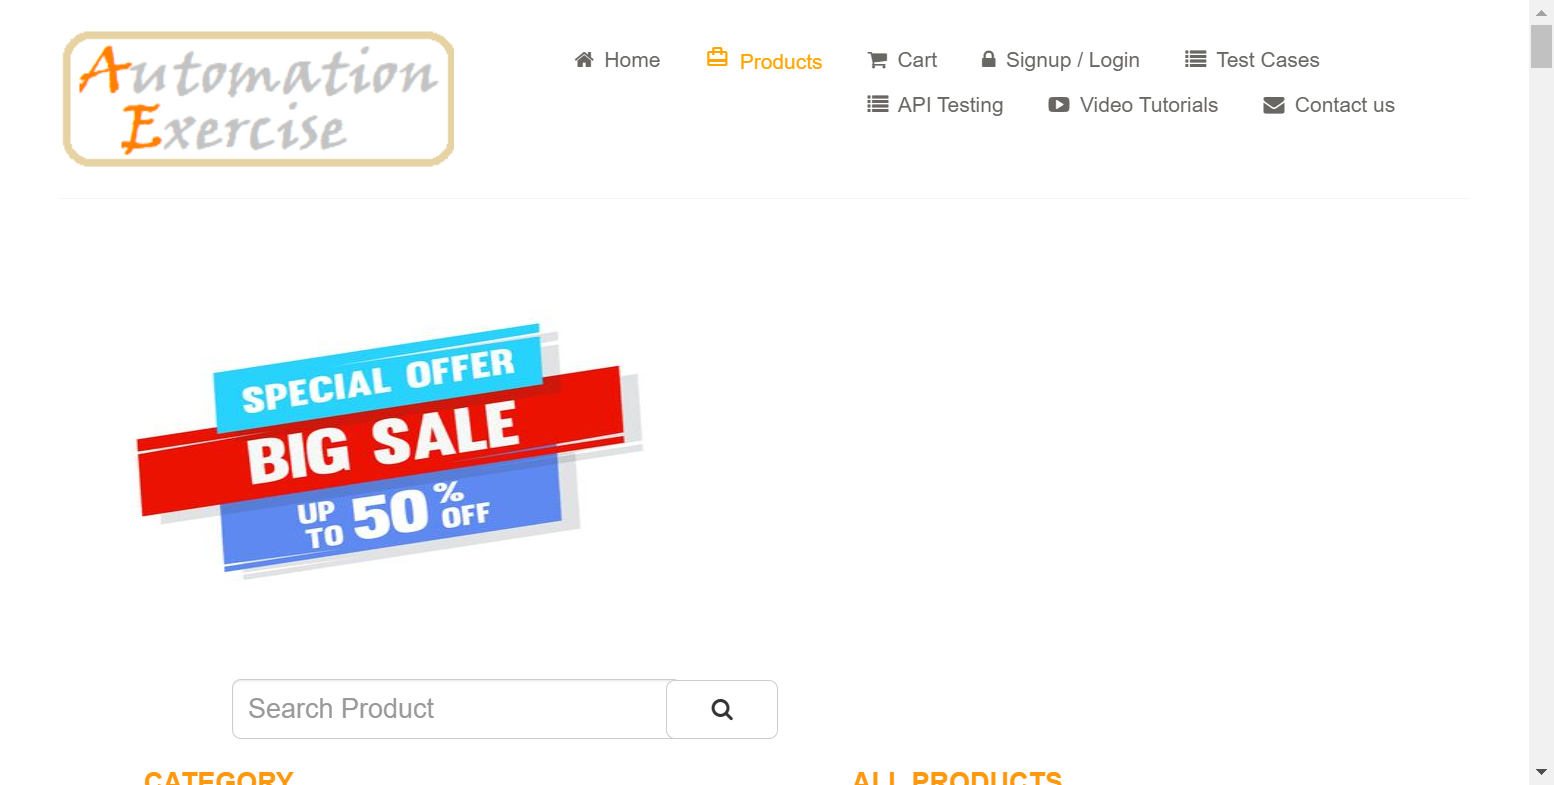 Automation
Exercise
Home
Products
Cart
Signup / Login
Test Cases
API Testing
Video Tutorials
Contact us
SPECIAL OFFER
BIG SALE
UP TO 50% OFF
Search Product
CATEGORY
ALL PRODUCTS